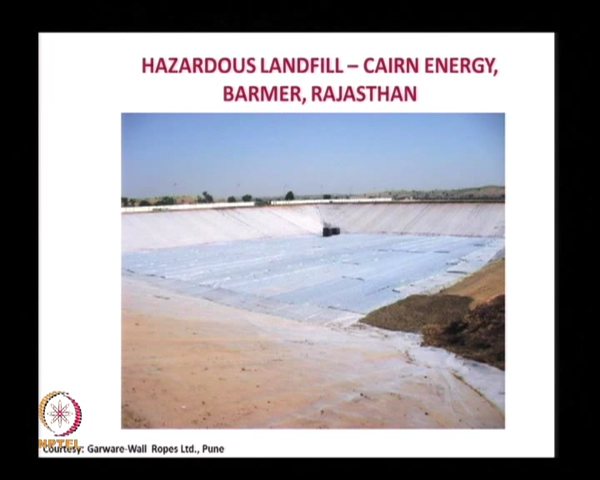 HAZARDOUS LANDFILL – CAIRN ENERGY,
BARMER, RAJASTHAN
NPTEL
Courtesy: Garware-Wall Ropes Ltd., Pune